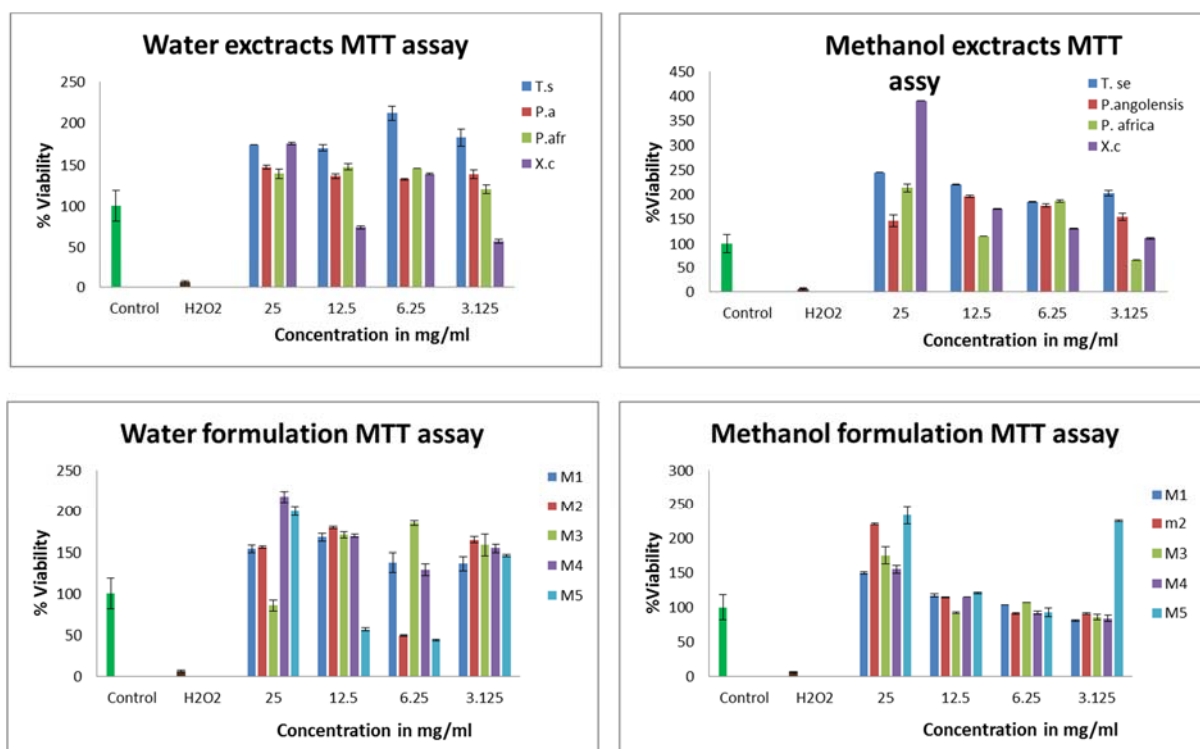 Water exctracts MTT assay
250
200
150
100
50
0
% Viability
Control H2O2 25 12.5 6.25 3.125
Concentration in mg/ml
T.s
P.a
P.afr
X.c
Methanol exctracts MTT
assy
450
400
350
300
250
200
150
100
50
0
%Viability
Control H2O2 25 12.5 6.25 3.125
Concentration in mg/ml
T. se
P.angolensis
P. africa
X.c
Water formulation MTT assay
250
200
150
100
50
0
% Viability
Control H2O2 25 12.5 6.25 3.125
Concentration in mg/ml
M1
M2
M3
M4
M5
Methanol formulation MTT assay
300
250
200
150
100
50
0
%Viability
Control H2O2 25 12.5 6.25 3.125
Concentration in mg/ml
M1
m2
M3
M4
M5